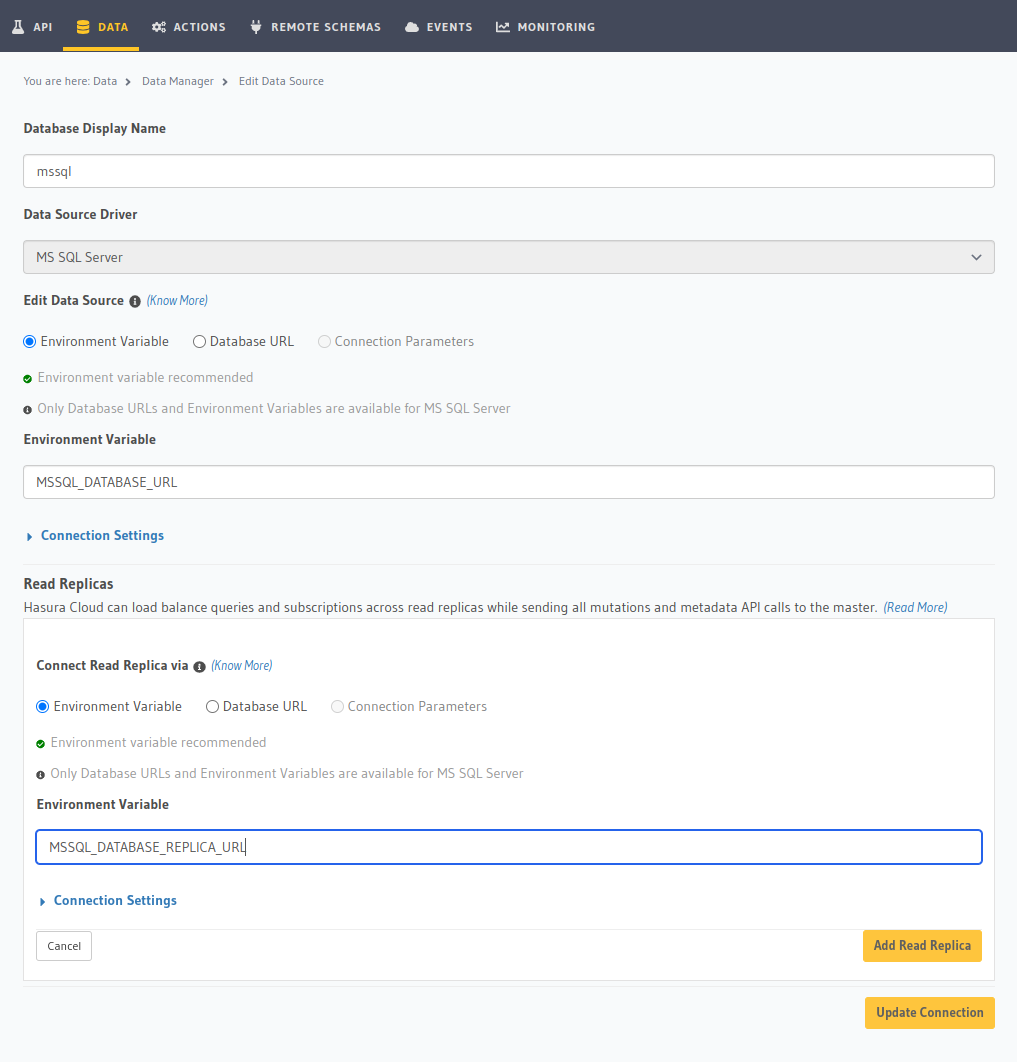 API DATA ACTIONS REMOTE SCHEMAS EVENTS MONITORING
You are here: Data Data Manager Edit Data Source
Database Display Name
mssql
Data Source Driver
MS SQL Server
Edit Data Source (Know More)
Environment Variable Database URL Connection Parameters
Environment variable recommended
Only Database URLs and Environment Variables are available for MS SQL Server
Environment Variable
MSSQL_DATABASE_URL
Connection Settings
Read Replicas
Hasura Cloud can load balance queries and subscriptions across read replicas while sending all mutations and metadata API calls to the master. (Read More)
Connect Read Replica via (Know More)
Environment Variable Database URL Connection Parameters
Environment variable recommended
Only Database URLs and Environment Variables are available for MS SQL Server
Environment Variable
MSSQL_DATABASE_REPLICA_URL
Connection Settings
Cancel Add Read Replica
Update Connection